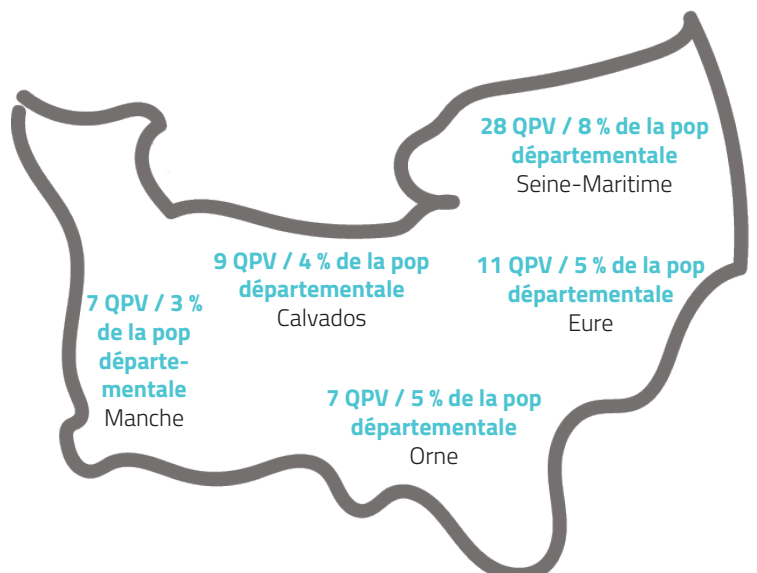 28 QPV / 8 % de la pop
départementale
Seine-Maritime
9 QPV / 4 % de la pop
départementale
Calvados
11 QPV / 5 % de la pop
départementale
Eure
7 QPV / 3 %
de la pop
départe-
mentale
Manche
7 QPV / 5 % de la pop
départementale
Orne